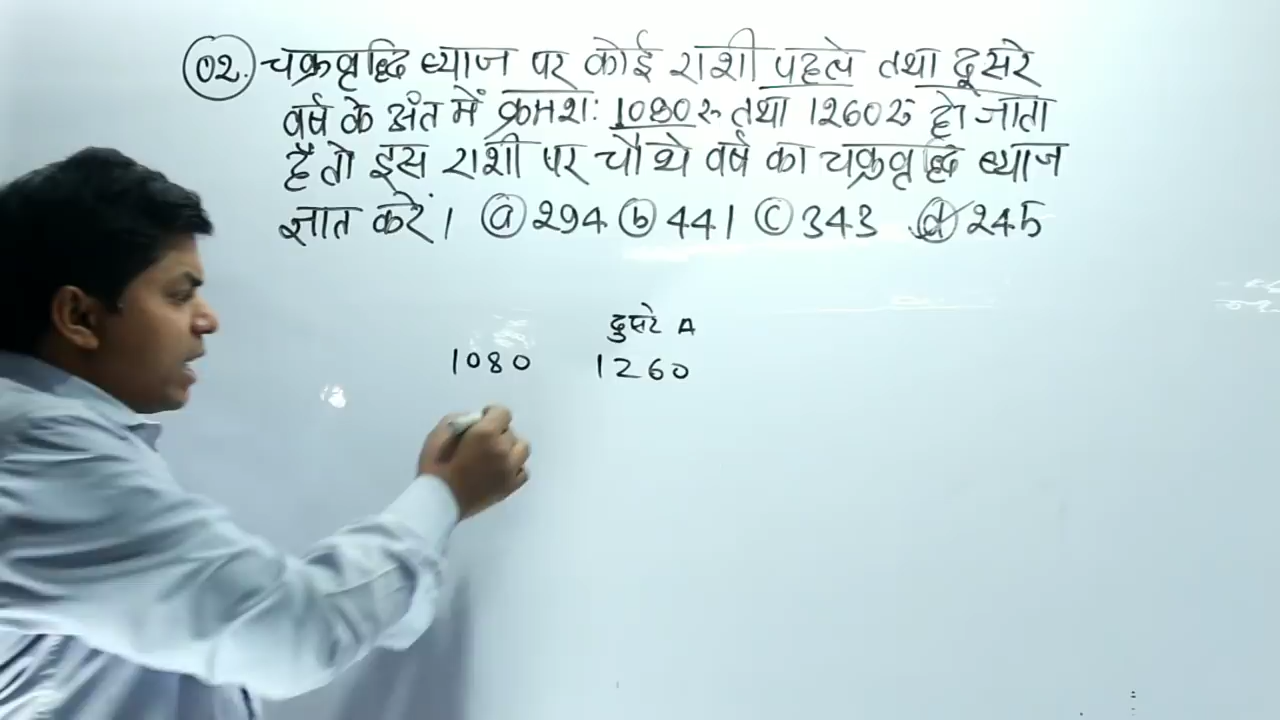 02. चक्रवृद्धि ब्याज पर कोई राशी पहले तथा दूसरे
वर्ष के अंत में क्रमशः 1080रू तथा 1260रु हो जाता
है तो इस राशी पर चौथे वर्ष का चक्रवृद्धि ब्याज
ज्ञात करें। (a) 294 (b) 441 (c) 343 (d) 245
दुसरे A
1080 1260